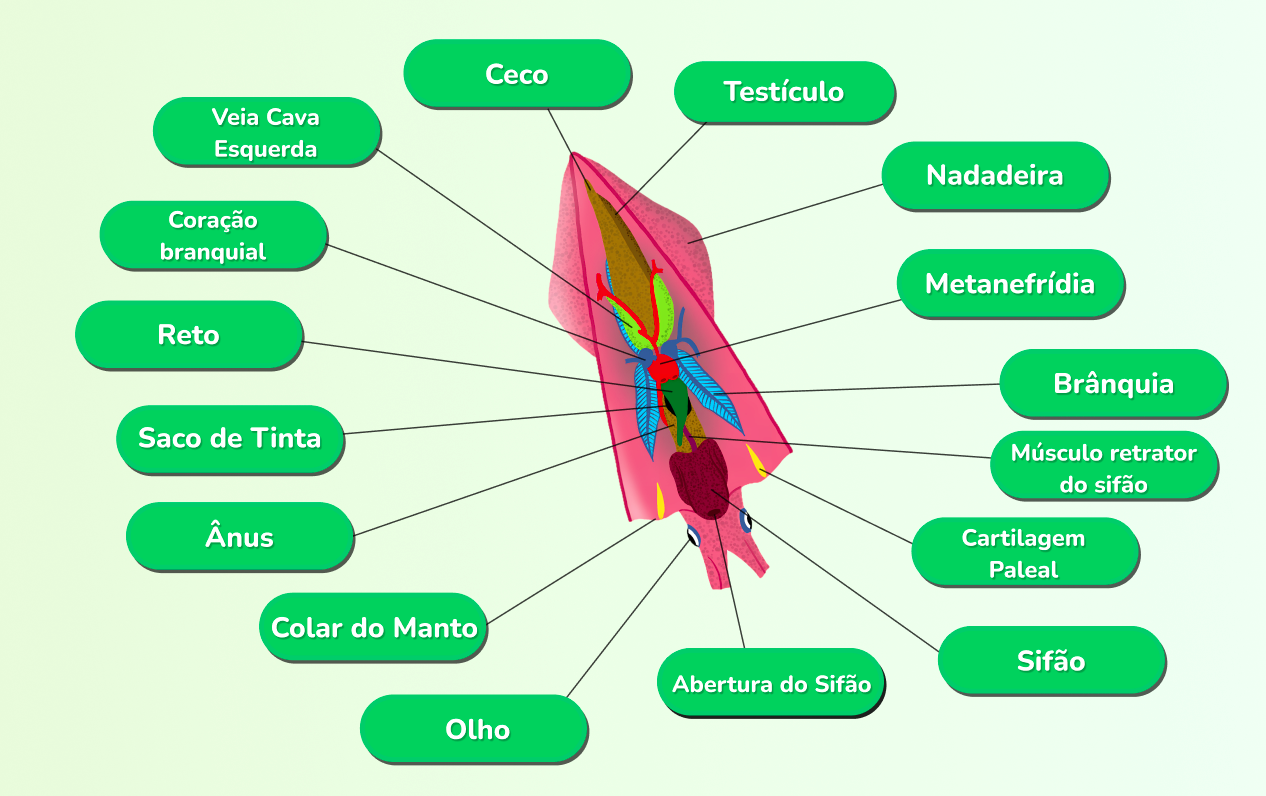 Ceco
Testículo
Veia Cava
Esquerda
Nadadeira
Coração
branquial
Metanefrídia
Reto
Brânquia
Saco de Tinta
Músculo retrator
do sifão
Ânus
Cartilagem
Paleal
Colar do Manto
Sifão
Abertura do Sifão
Olho